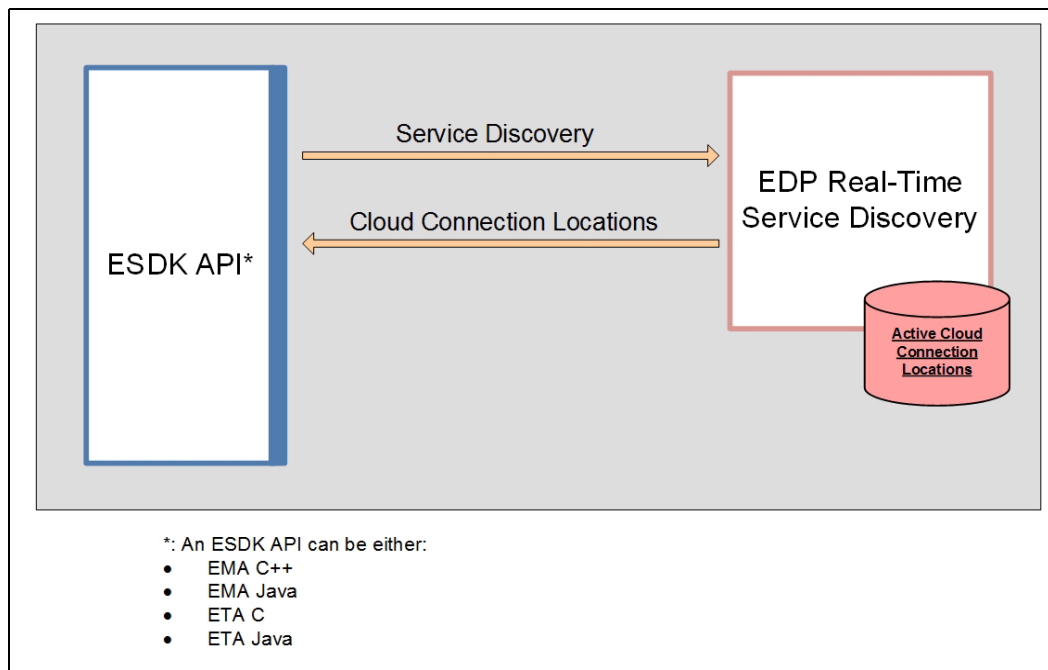 Service Discovery
Cloud Connection Locations
ESDK API*
EDP Real-Time
Service Discovery
Active Cloud
Connection
Locations
*: An ESDK API can be either:
● EMA C++
● EMA Java
● ETA C
● ETA Java